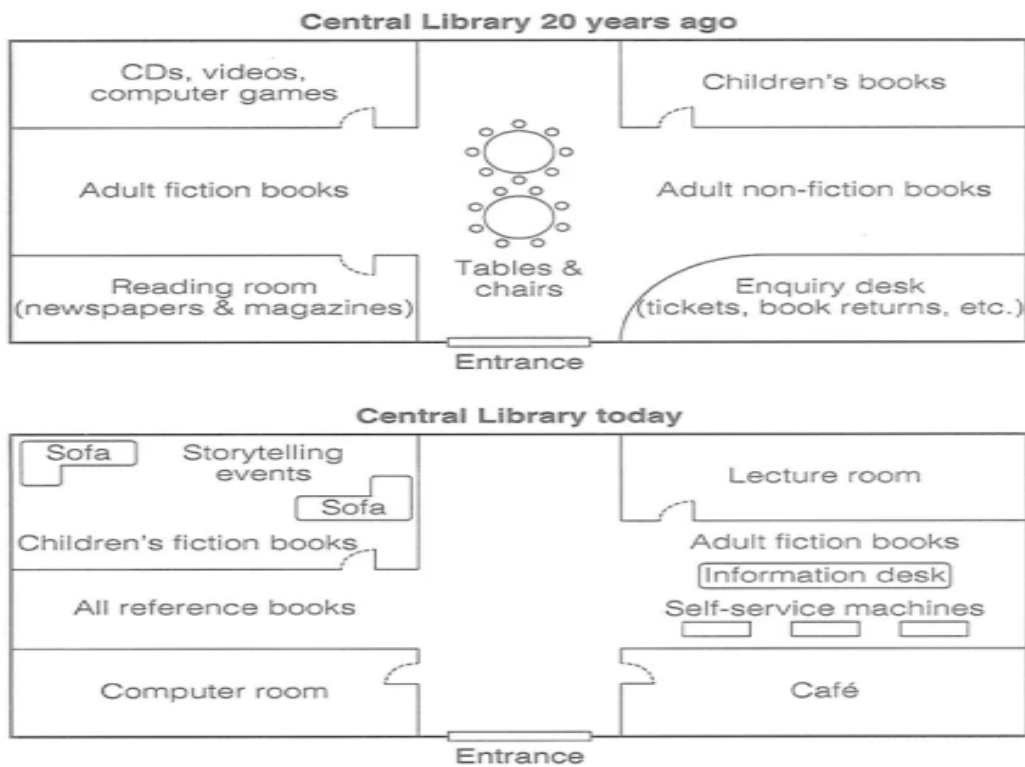 Central Library 20 years ago
CDs, videos,
computer games
Children's books
Adult fiction books
Adult non-fiction books
Reading room
(newspapers & magazines)
Tables &
chairs
Enquiry desk
(tickets, book returns, etc.)
Entrance
Central Library today
Sofa
Storytelling
events
Sofa
Children's fiction books
Lecture room
Adult fiction books
Information desk
All reference books
Self-service machines
Computer room
Café
Entrance